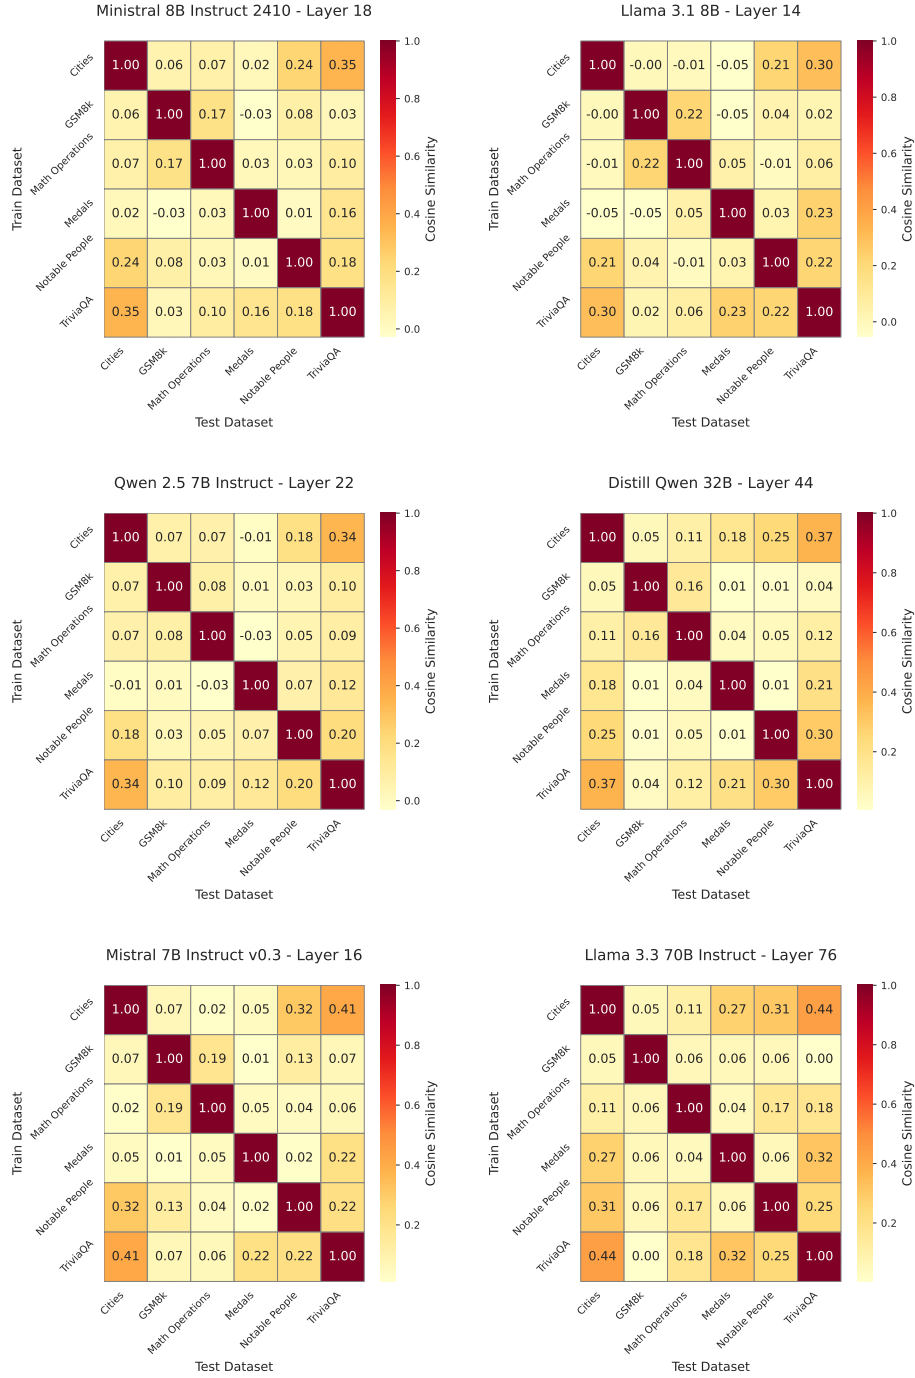 Ministral 8B Instruct 2410 - Layer 18
Train Dataset
Cities 1.00 0.06 0.07 0.02 0.24 0.35
GSM8k 0.06 1.00 0.17 -0.03 0.08 0.03
Math Operations 0.07 0.17 1.00 0.03 0.03 0.10
Medals 0.02 -0.03 0.03 1.00 0.01 0.16
Notable People 0.24 0.08 0.03 0.01 1.00 0.18
TriviaQA 0.35 0.03 0.10 0.16 0.18 1.00
Cities GSM8k Math Operations Medals Notable People TriviaQA
Test Dataset
1.0
0.8
0.6
0.4
0.2
0.0
Cosine Similarity
Llama 3.1 8B - Layer 14
Train Dataset
Cities 1.00 -0.00 -0.01 -0.05 0.21 0.30
GSM8k -0.00 1.00 0.22 -0.05 0.04 0.02
Math Operations -0.01 0.22 1.00 0.05 -0.01 0.06
Medals -0.05 -0.05 0.05 1.00 0.03 0.23
Notable People 0.21 0.04 -0.01 0.03 1.00 0.22
TriviaQA 0.30 0.02 0.06 0.23 0.22 1.00
Cities GSM8k Math Operations Medals Notable People TriviaQA
Test Dataset
1.0
0.8
0.6
0.4
0.2
0.0
Cosine Similarity
Qwen 2.5 7B Instruct - Layer 22
Train Dataset
Cities 1.00 0.07 0.07 -0.01 0.18 0.34
GSM8k 0.07 1.00 0.08 0.01 0.03 0.10
Math Operations 0.07 0.08 1.00 -0.03 0.05 0.09
Medals -0.01 0.01 -0.03 1.00 0.07 0.12
Notable People 0.18 0.03 0.05 0.07 1.00 0.20
TriviaQA 0.34 0.10 0.09 0.12 0.20 1.00
Cities GSM8k Math Operations Medals Notable People TriviaQA
Test Dataset
1.0
0.8
0.6
0.4
0.2
0.0
Cosine Similarity
Distill Qwen 32B - Layer 44
Train Dataset
Cities 1.00 0.05 0.11 0.18 0.25 0.37
GSM8k 0.05 1.00 0.16 0.01 0.01 0.04
Math Operations 0.11 0.16 1.00 0.04 0.05 0.12
Medals 0.18 0.01 0.04 1.00 0.01 0.21
Notable People 0.25 0.01 0.05 0.01 1.00 0.30
TriviaQA 0.37 0.04 0.12 0.21 0.30 1.00
Cities GSM8k Math Operations Medals Notable People TriviaQA
Test Dataset
1.0
0.8
0.6
0.4
0.2
Cosine Similarity
Mistral 7B Instruct v0.3 - Layer 16
Train Dataset
Cities 1.00 0.07 0.02 0.05 0.32 0.41
GSM8k 0.07 1.00 0.19 0.01 0.13 0.07
Math Operations 0.02 0.19 1.00 0.05 0.04 0.06
Medals 0.05 0.01 0.05 1.00 0.02 0.22
Notable People 0.32 0.13 0.04 0.02 1.00 0.22
TriviaQA 0.41 0.07 0.06 0.22 0.22 1.00
Cities GSM8k Math Operations Medals Notable People TriviaQA
Test Dataset
1.0
0.8
0.6
0.4
0.2
Cosine Similarity
Llama 3.3 70B Instruct - Layer 76
Train Dataset
Cities 1.00 0.05 0.11 0.27 0.31 0.44
GSM8k 0.05 1.00 0.06 0.06 0.06 0.00
Math Operations 0.11 0.06 1.00 0.04 0.17 0.18
Medals 0.27 0.06 0.04 1.00 0.06 0.32
Notable People 0.31 0.06 0.17 0.06 1.00 0.25
TriviaQA 0.44 0.00 0.18 0.32 0.25 1.00
Cities GSM8k Math Operations Medals Notable People TriviaQA
Test Dataset
1.0
0.8
0.6
0.4
0.2
Cosine Similarity